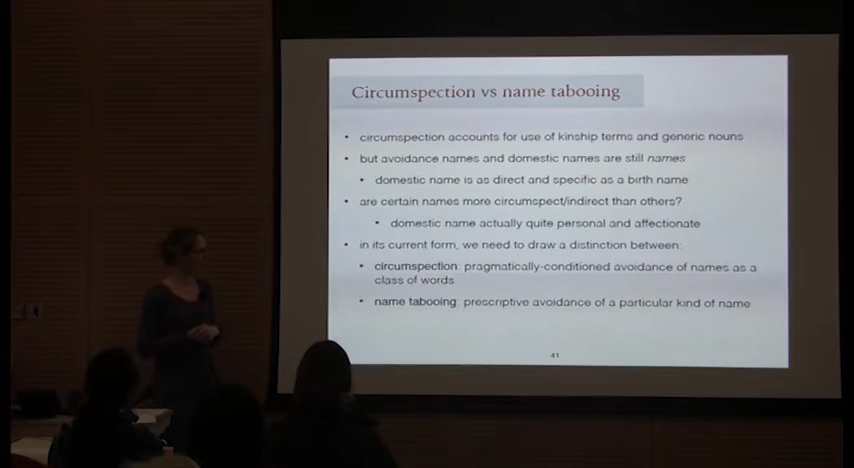 Circumspection vs name tabooing
• circumspection accounts for use of kinship terms and generic nouns
• but avoidance names and domestic names are still names
• domestic name is as direct and specific as a birth name
• are certain names more circumspect/indirect than others?
• domestic name actually quite personal and affectionate
• in its current form, we need to draw a distinction between:
• circumspection: pragmatically-conditioned avoidance of names as a
class of words
• name tabooing: prescriptive avoidance of a particular kind of name
41